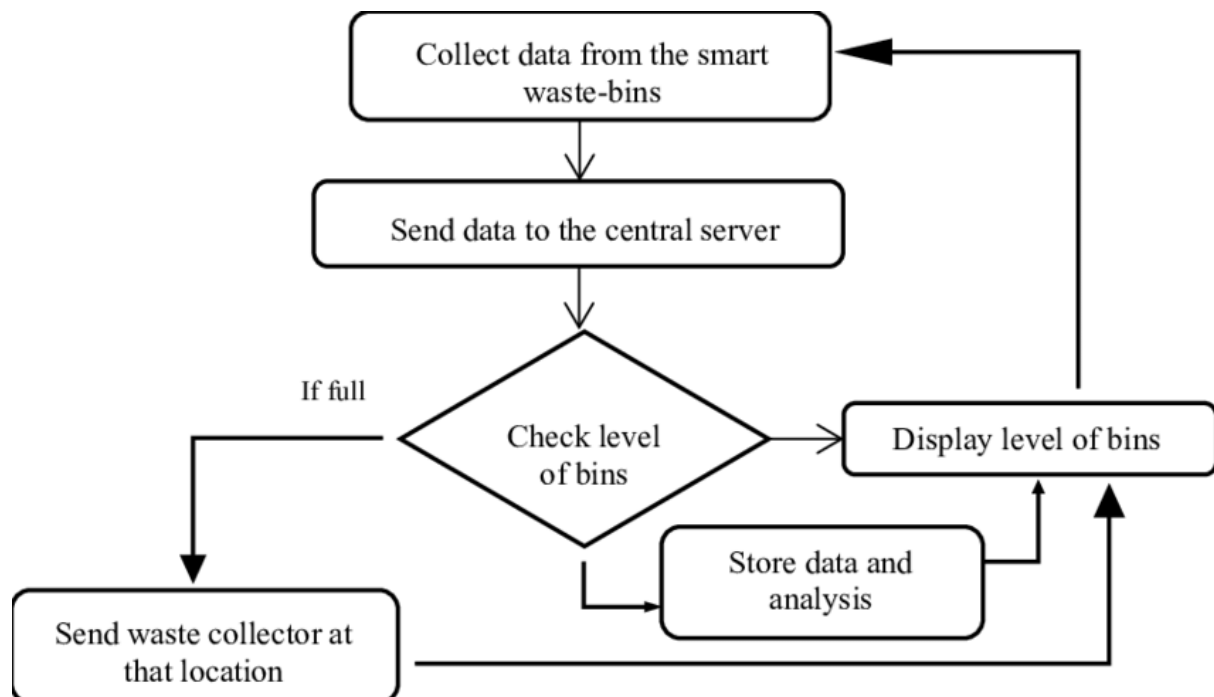 Collect data from the smart
waste-bins
Send data to the central server
If full
Check level
of bins
Display level of bins
Store data and
analysis
Send waste collector at
that location